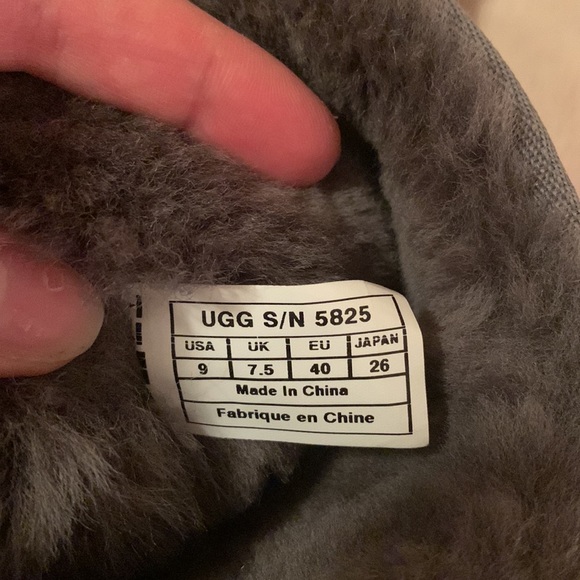 UGG S/N 5825
USA UK EU JAPAN
9 7.5 40 26
Made In China
Fabrique en Chine